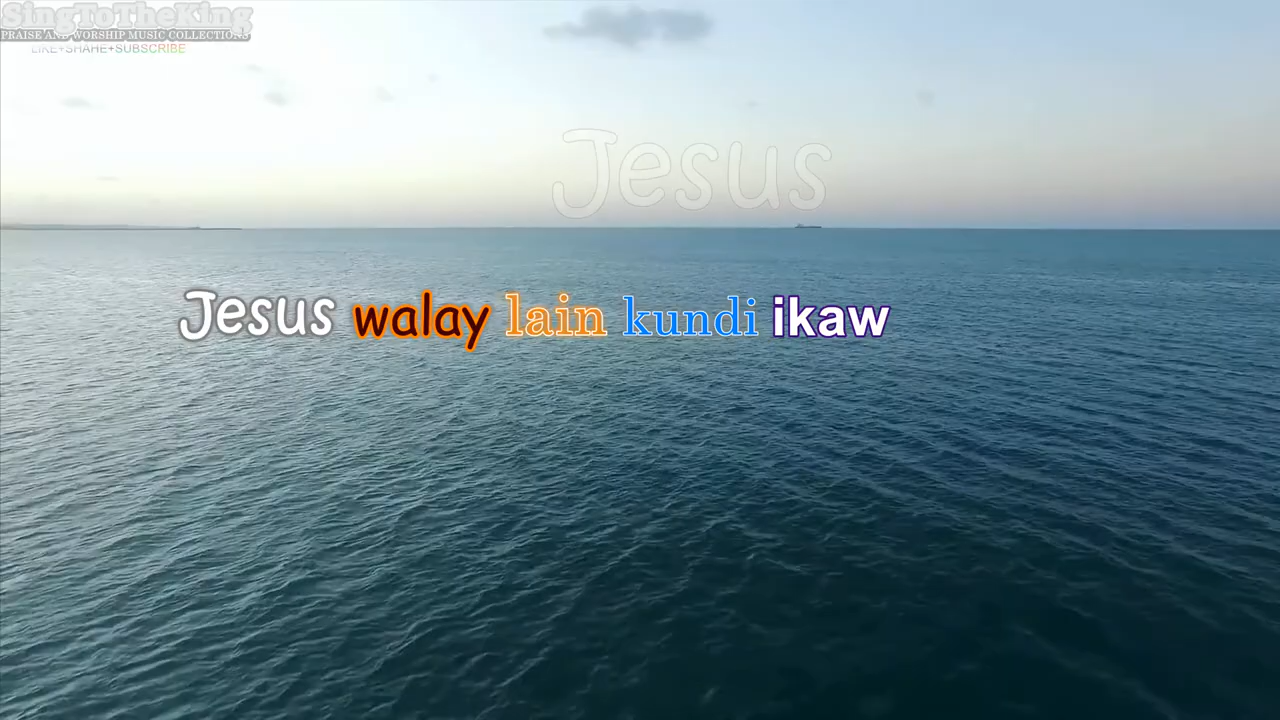 SingToTheKing
PRAISE AND WORSHIP MUSIC COLLECTIONS
LIKE+SHARE+SUBSCRIBE
Jesus
Jesus walay lain kundi ikaw